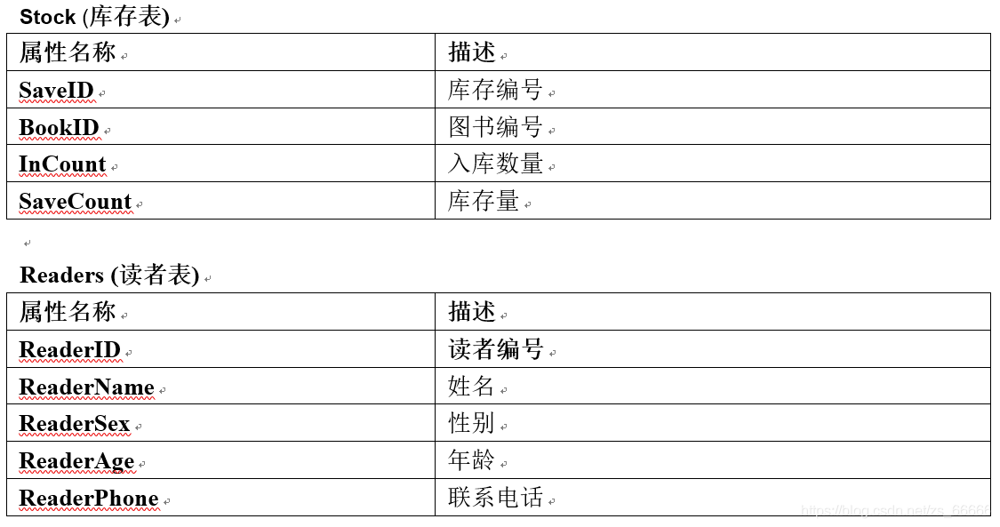 Stock (库存表)
属性名称 描述
SaveID 库存编号
BookID 图书编号
InCount 入库数量
SaveCount 库存量
Readers (读者表)
属性名称 描述
ReaderID 读者编号
ReaderName 姓名
ReaderSex 性别
ReaderAge 年龄
ReaderPhone 联系电话
https://blog.csdn.net/zs_66666